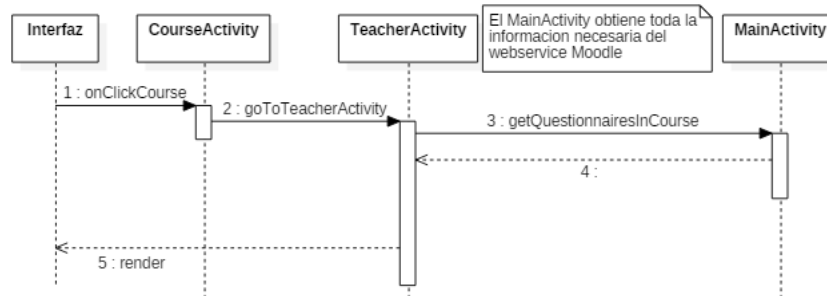 Interfaz
CourseActivity
TeacherActivity
El MainActivity obtiene toda la
informacion necesaria del
webservice Moodle
MainActivity
1 : onClickCourse
2 : goToTeacherActivity
3 : getQuestionnairesInCourse
4 :
5 : render